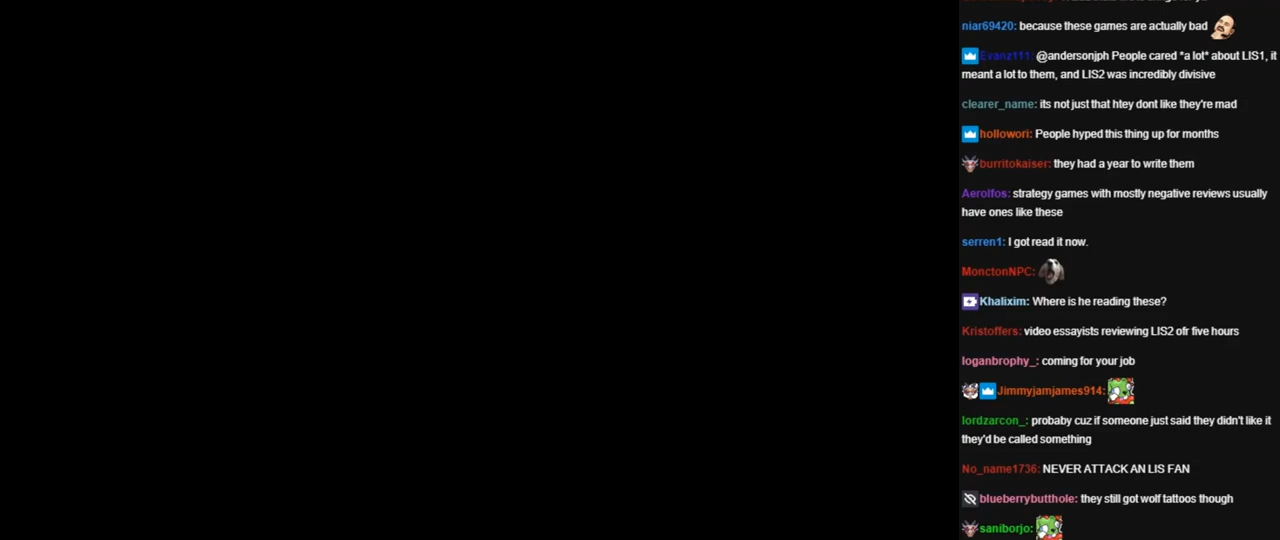 niar69420: because these games are actually bad
Evanz111: @andersonjph People cared *a lot* about LIS1, it
meant a lot to them, and LIS2 was incredibly divisive
clearer_name: its not just that htey dont like they're mad
hollowori: People hyped this thing up for months
burritokaiser: they had a year to write them
Aerolfos: strategy games with mostly negative reviews usually
have ones like these
serren1: I got read it now.
MonctonNPC:
Khalixim: Where is he reading these?
Kristoffers: video essayists reviewing LIS2 ofr five hours
loganbrophy_: coming for your job
Jimmyjamjames914:
lordzarcon_: probaby cuz if someone just said they didn't like it
they'd be called something
No_name1736: NEVER ATTACK AN LIS FAN
blueberrybutthole: they still got wolf tattoos though
saniborjo: